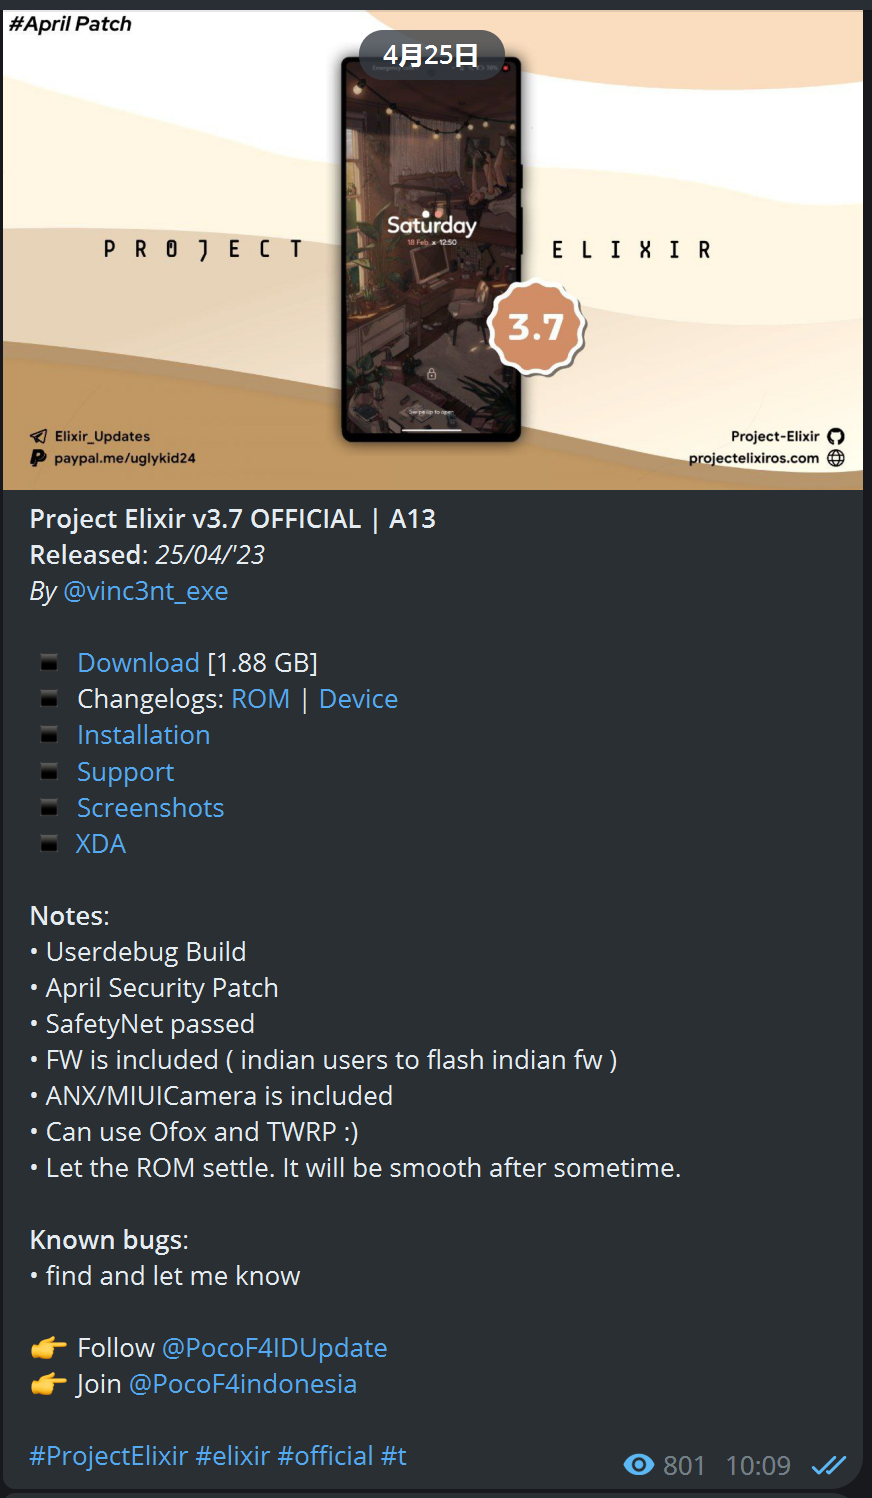 #April Patch
4月25日
PROJECT
ELIXIR
Saturday
18 Feb x 12:50
3.7
Swipe up to open
Elixir_Updates
paypal.me/uglykid24
Project-Elixir
projectelixiros.com
Project Elixir v3.7 OFFICIAL | A13
Released: 25/04/'23
By @vinc3nt_exe
Download [1.88 GB]
Changelogs: ROM | Device
Installation
Support
Screenshots
XDA
Notes:
• Userdebug Build
• April Security Patch
• SafetyNet passed
• FW is included ( indian users to flash indian fw )
• ANX/MIUICamera is included
• Can use Ofox and TWRP :)
• Let the ROM settle. It will be smooth after sometime.
Known bugs:
• find and let me know
👉 Follow @PocoF4IDUpdate
👉 Join @PocoF4indonesia
#ProjectElixir #elixir #official #t
801 10:09